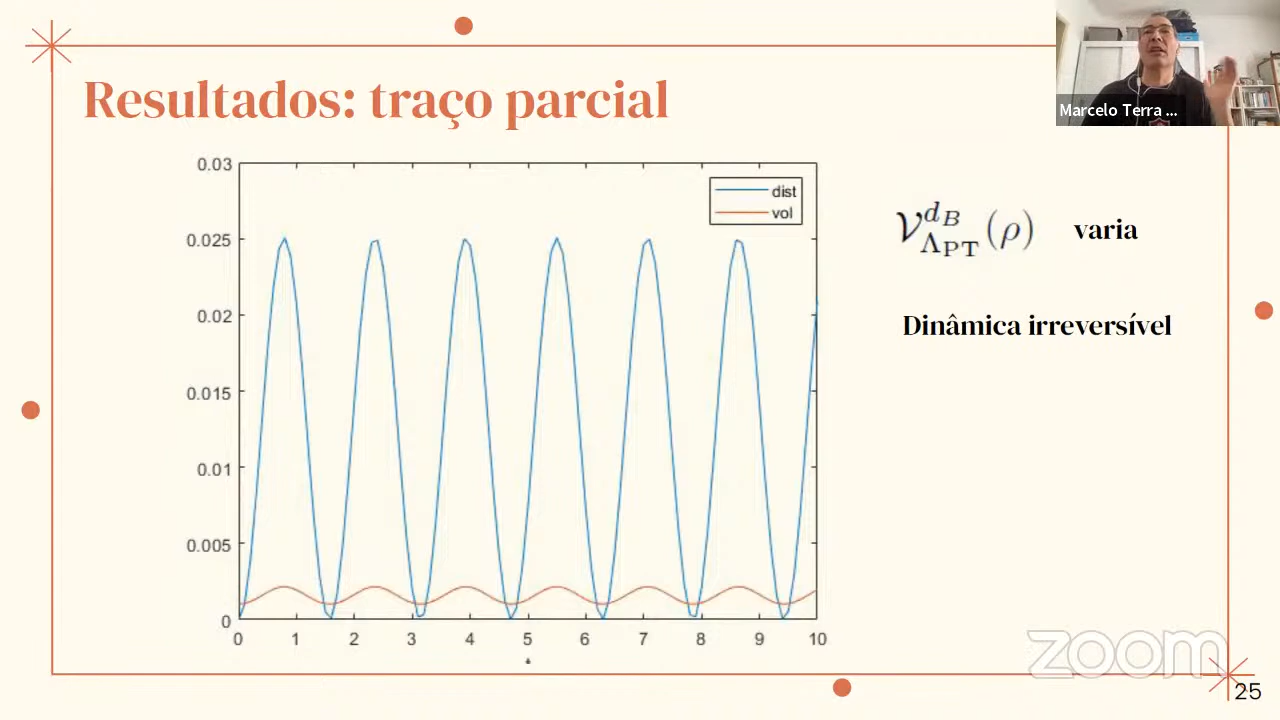 Marcelo Terra ...
Resultados: traço parcial
0.03
0.025
0.02
0.015
0.01
0.005
0
0 1 2 3 4 5 6 7 8 9 10
dist
vol
𝒱^{d_B}_{Λ_PT}(ρ) varia
Dinâmica irreversível
zoom
25